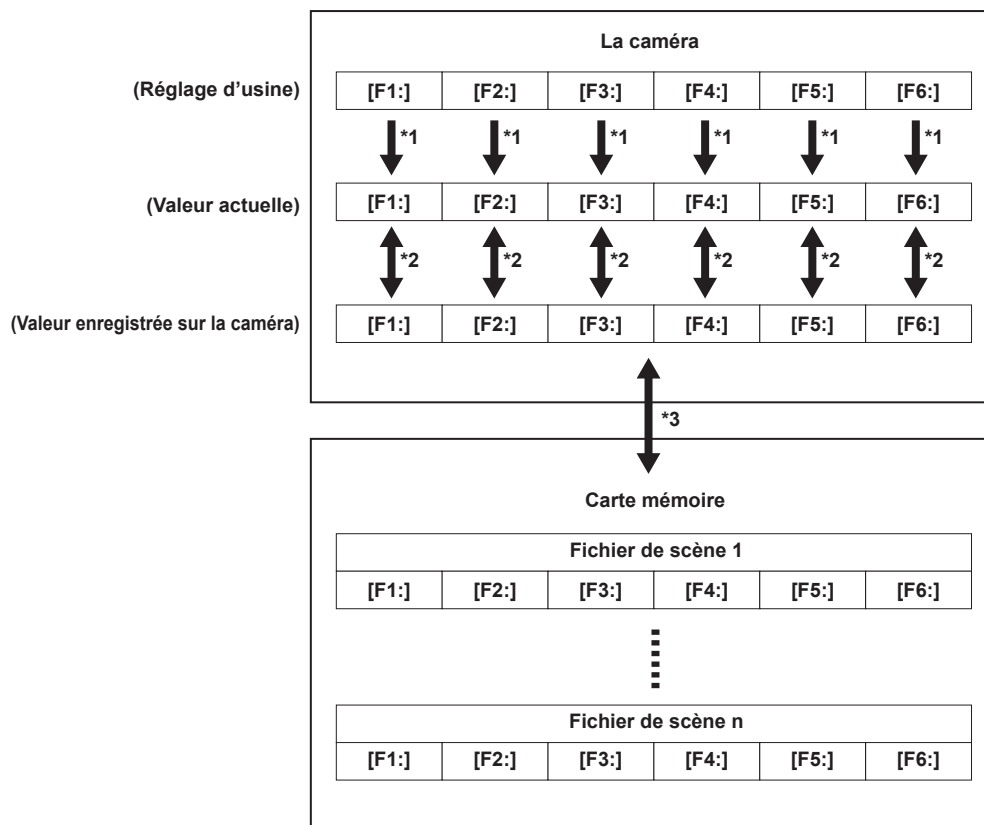 La caméra
(Réglage d'usine) [F1:] [F2:] [F3:] [F4:] [F5:] [F6:]
*1 *1 *1 *1 *1 *1
(Valeur actuelle) [F1:] [F2:] [F3:] [F4:] [F5:] [F6:]
*2 *2 *2 *2 *2 *2
(Valeur enregistrée sur la caméra) [F1:] [F2:] [F3:] [F4:] [F5:] [F6:]
*3
Carte mémoire
Fichier de scène 1
[F1:] [F2:] [F3:] [F4:] [F5:] [F6:]
Fichier de scène n
[F1:] [F2:] [F3:] [F4:] [F5:] [F6:]